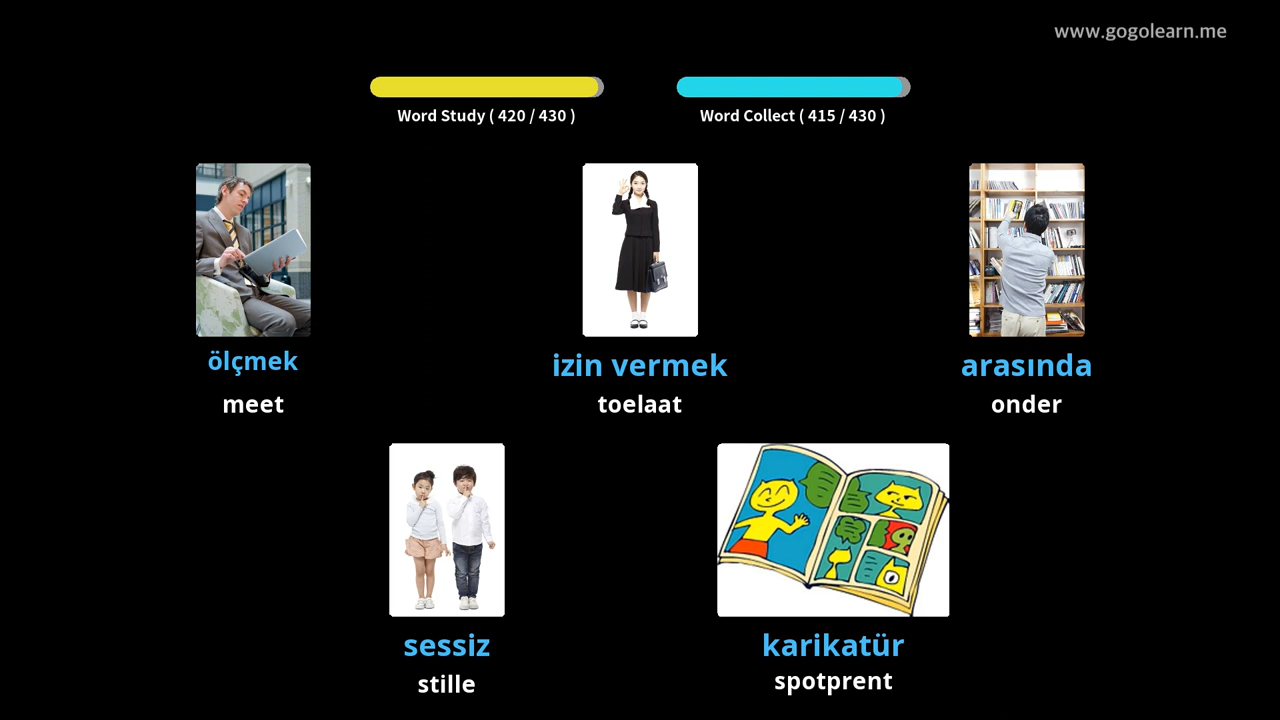 www.gogolearn.me
Word Study ( 420 / 430 )
Word Collect ( 415 / 430 )
ölçmek
izin vermek
arasında
meet
toelaat
onder
sessiz
karikatür
stille
spotprent